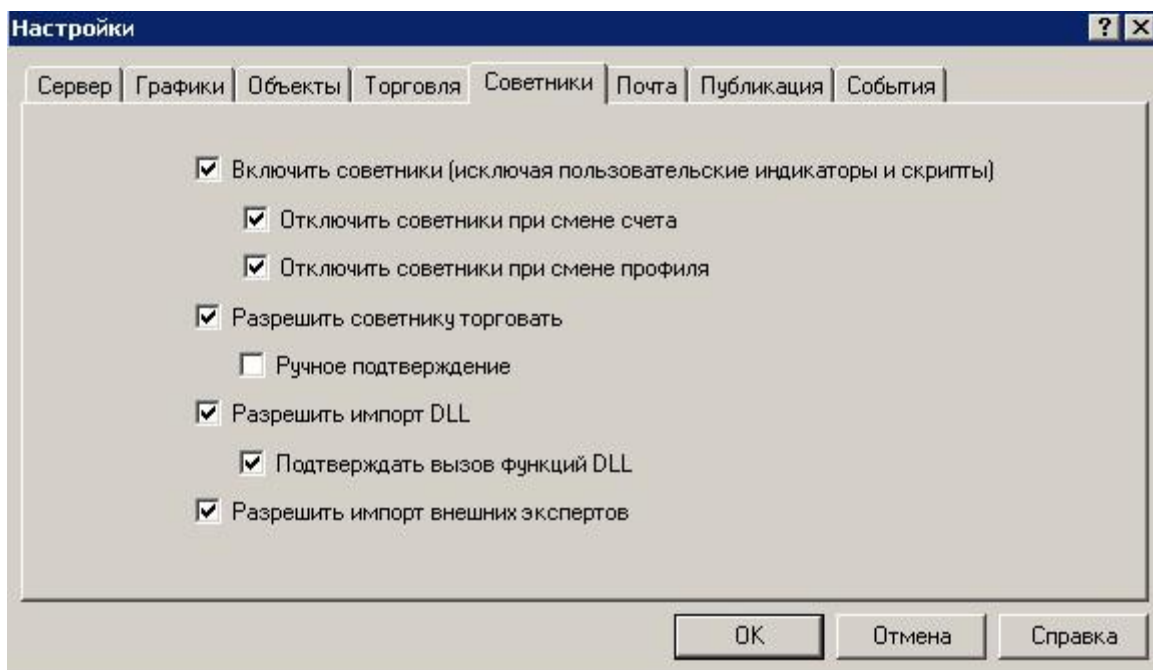 Настройки
Сервер Графики Объекты Торговля Советники Почта Публикация События
Включить советники (исключая пользовательские индикаторы и скрипты)
Отключить советники при смене счета
Отключить советники при смене профиля
Разрешить советнику торговать
Ручное подтверждение
Разрешить импорт DLL
Подтверждать вызов функций DLL
Разрешить импорт внешних экспертов
OK Отмена Справка